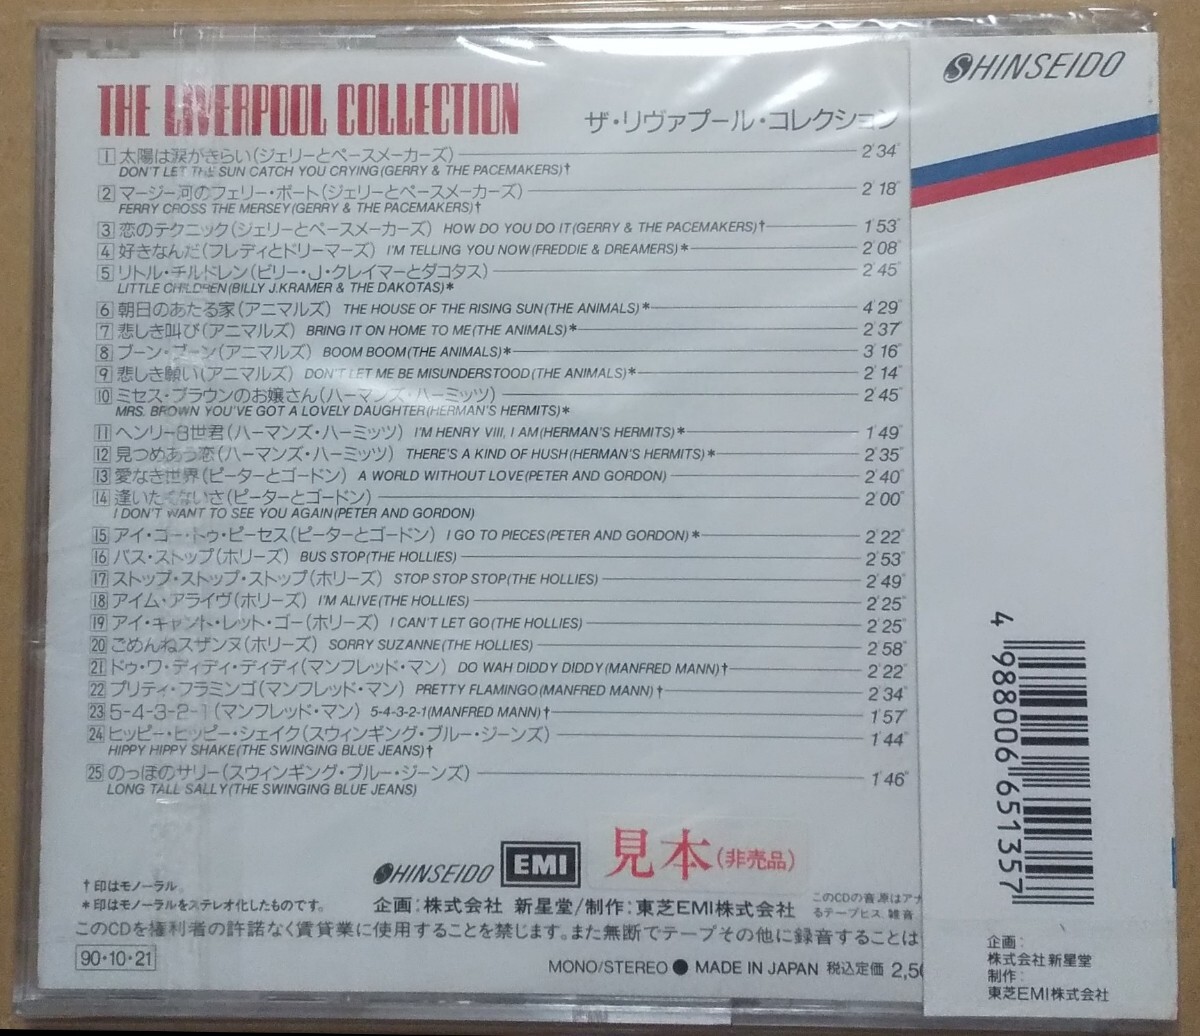 THE LIVERPOOL COLLECTION
ザ・リヴァプール・コレクション
1 太陽は涙がきらい(ジェリーとペースメーカーズ) 2′34″
DON'T LET THE SUN CATCH YOU CRYING(GERRY & THE PACEMAKERS)†
2 マージー河のフェリー・ボート(ジェリーとペースメーカーズ) 2′18″
FERRY CROSS THE MERSEY(GERRY & THE PACEMAKERS)†
3 恋のテクニック(ジェリーとペースメーカーズ) HOW DO YOU DO IT(GERRY & THE PACEMAKERS)† 1′53″
4 好きなんだ(フレディとドリーマーズ) I'M TELLING YOU NOW(FREDDIE & DREAMERS)* 2′08″
5 リトル・チルドレン(ビリー・J・クレイマーとダコタス) 2′45″
LITTLE CHILDREN(BILLY J.KRAMER & THE DAKOTAS)*
6 朝日のあたる家(アニマルズ) THE HOUSE OF THE RISING SUN(THE ANIMALS)* 4′29″
7 悲しき叫び(アニマルズ) BRING IT ON HOME TO ME(THE ANIMALS)* 2′37″
8 ブーン・ブーン(アニマルズ) BOOM BOOM(THE ANIMALS)* 3′16″
9 悲しき願い(アニマルズ) DON'T LET ME BE MISUNDERSTOOD(THE ANIMALS)* 2′14″
10 ミセス・ブラウンのお嬢さん(ハーマンズ・ハーミッツ) 2′45″
MRS. BROWN YOU'VE GOT A LOVELY DAUGHTER(HERMAN'S HERMITS)*
11 ヘンリー8世君(ハーマンズ・ハーミッツ) I'M HENRY VIII, I AM(HERMAN'S HERMITS)* 1′49″
12 見つめあう恋(ハーマンズ・ハーミッツ) THERE'S A KIND OF HUSH(HERMAN'S HERMITS)* 2′35″
13 愛なき世界(ピーターとゴードン) A WORLD WITHOUT LOVE(PETER AND GORDON) 2′40″
14 逢いたくないさ(ピーターとゴードン) 2′00″
I DON'T WANT TO SEE YOU AGAIN(PETER AND GORDON)
15 アイ・ゴー・トゥ・ピーセス(ピーターとゴードン) I GO TO PIECES(PETER AND GORDON)* 2′22″
16 バス・ストップ(ホリーズ) BUS STOP(THE HOLLIES) 2′53″
17 ストップ・ストップ・ストップ(ホリーズ) STOP STOP STOP(THE HOLLIES) 2′49″
18 アイム・アライヴ(ホリーズ) I'M ALIVE(THE HOLLIES) 2′25″
19 アイ・キャント・レット・ゴー(ホリーズ) I CAN'T LET GO(THE HOLLIES) 2′25″
20 ごめんねスザンヌ(ホリーズ) SORRY SUZANNE(THE HOLLIES) 2′58″
21 ドゥ・ワ・ディディ・ディディ(マンフレッド・マン) DO WAH DIDDY DIDDY(MANFRED MANN)† 2′22″
22 プリティ・フラミンゴ(マンフレッド・マン) PRETTY FLAMINGO(MANFRED MANN)† 2′34″
23 5-4-3-2-1(マンフレッド・マン) 5-4-3-2-1(MANFRED MANN)† 1′57″
24 ヒッピー・ヒッピー・シェイク(スウィンギング・ブルー・ジーンズ) 1′44″
HIPPY HIPPY SHAKE(THE SWINGING BLUE JEANS)†
25 のっぽのサリー(スウィンギング・ブルー・ジーンズ) 1′46″
LONG TALL SALLY(THE SWINGING BLUE JEANS)
†印はモノーラル。
*印はモノーラルをステレオ化したものです。
SHINSEIDO EMI 見本(非売品)
企画:株式会社 新星堂/制作:東芝EMI株式会社
このCDの音源はアナ
るテープヒス 雑音
このCDを権利者の許諾なく賃貸業に使用することを禁じます。また無断でテープその他に録音することは
90・10・21
MONO/STEREO ● MADE IN JAPAN 税込定価 2,50
SHINSEIDO
4 988006 651357
企画:
株式会社新星堂
制作:
東芝EMI株式会社